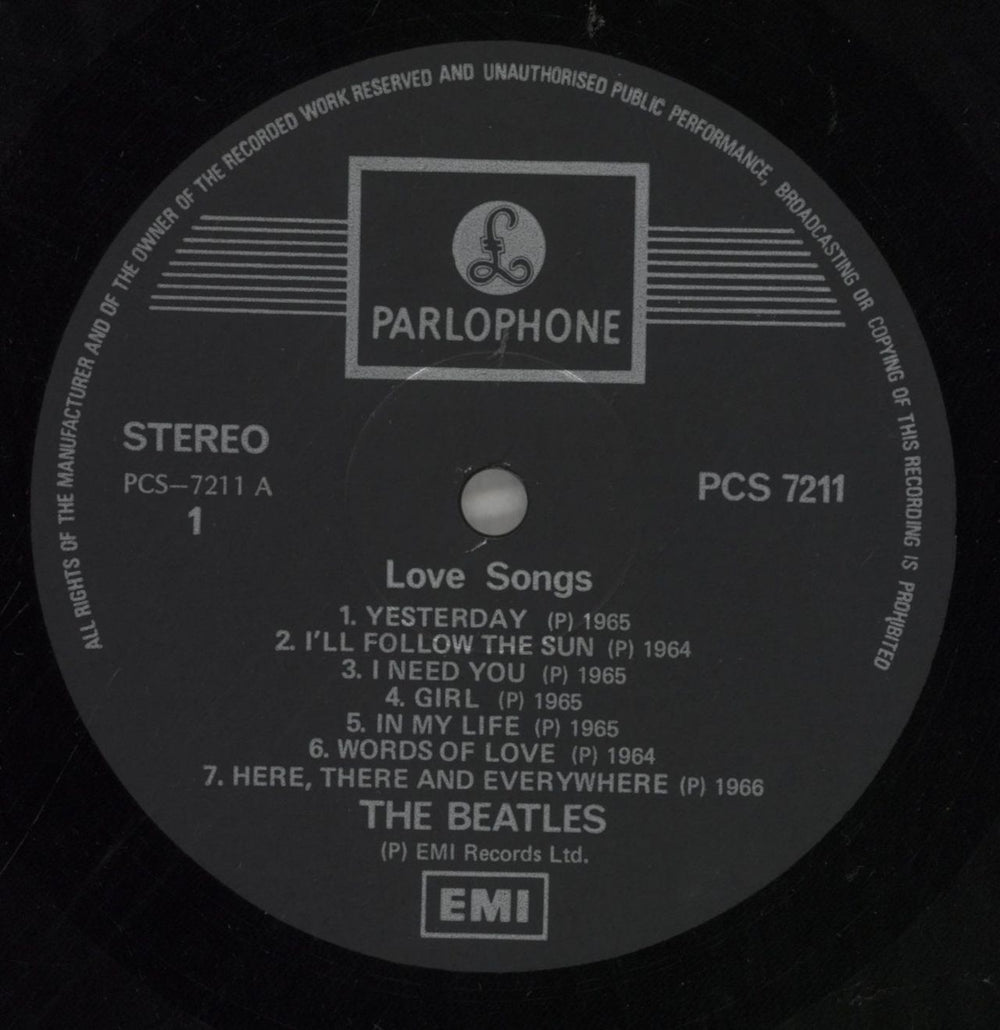 ALL RIGHTS OF THE MANUFACTURER AND OF THE OWNER OF THE RECORDED WORK RESERVED AND UNAUTHORISED PUBLIC PERFORMANCE, BROADCASTING OR COPYING OF THIS RECORDING IS PROHIBITED
£
PARLOPHONE
STEREO
PCS—7211 A
1
PCS 7211
Love Songs
1. YESTERDAY (P) 1965
2. I'LL FOLLOW THE SUN (P) 1964
3. I NEED YOU (P) 1965
4. GIRL (P) 1965
5. IN MY LIFE (P) 1965
6. WORDS OF LOVE (P) 1964
7. HERE, THERE AND EVERYWHERE (P) 1966
THE BEATLES
(P) EMI Records Ltd.
EMI